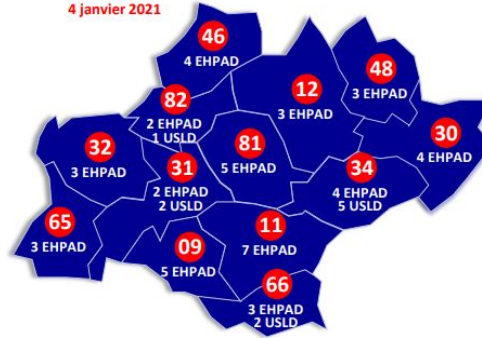 4 janvier 2021
46
4 EHPAD
48
3 EHPAD
12
3 EHPAD
82
2 EHPAD
1 USLD
30
4 EHPAD
32
3 EHPAD
31
2 EHPAD
2 USLD
81
5 EHPAD
34
4 EHPAD
5 USLD
65
3 EHPAD
09
5 EHPAD
11
7 EHPAD
66
3 EHPAD
2 USLD